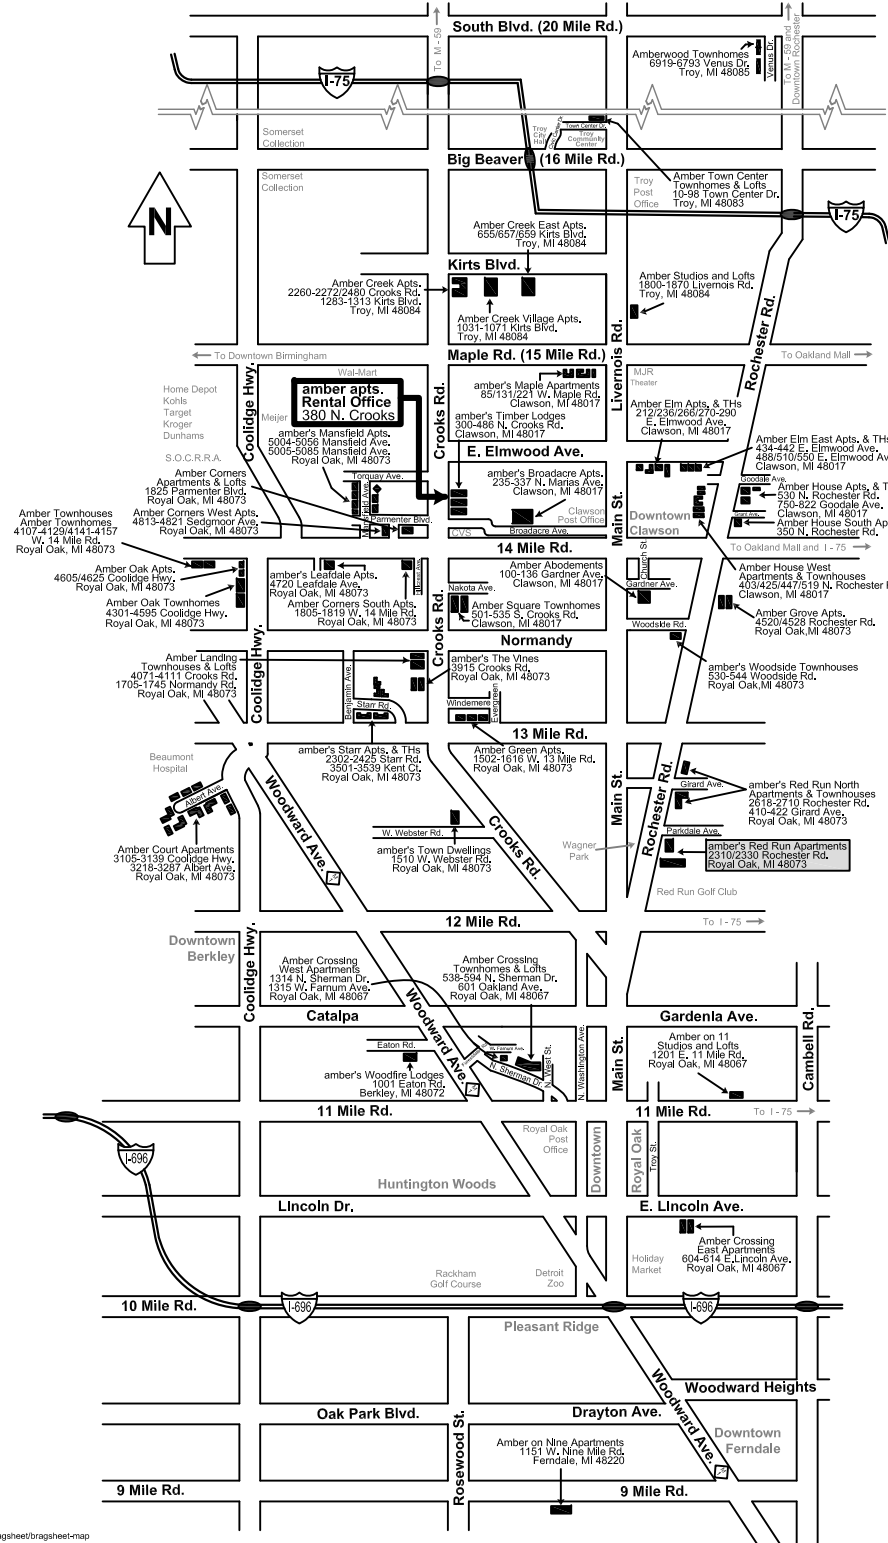 South Blvd. (20 Mile Rd.)
To M - 59
To M - 59 and
Downtown Rochester
Amberwood Townhomes
6919-6793 Venus Dr.
Troy, MI 48085
Venus Dr.
I-75
Somerset
Collection
Troy
City
Hall
Civic Center Dr.
Town Center Dr.
Troy
Community
Center
Big Beaver (16 Mile Rd.)
Somerset
Collection
Troy
Post
Office
Amber Town Center
Townhomes & Lofts
10-98 Town Center Dr.
Troy, MI 48083
N
I-75
Amber Creek East Apts.
655/657/659 Kirts Blvd.
Troy, MI 48084
Kirts Blvd.
Amber Creek Apts.
2260-2272/2480 Crooks Rd.
1283-1313 Kirts Blvd.
Troy, MI 48084
Amber Studios and Lofts
1800-1870 Livernois Rd.
Troy, MI 48084
Amber Creek Village Apts.
1031-1071 Kirts Blvd.
Troy, MI 48084
Livernois Rd.
Rochester Rd.
To Downtown Birmingham
Maple Rd. (15 Mile Rd.)
To Oakland Mall
Coolidge Hwy.
Wal-Mart
MJR
Theater
Home Depot
Kohls
Target
Kroger
Dunhams
Meijer
S.O.C.R.R.A.
amber apts.
Rental Office
380 N. Crooks
Crooks Rd.
amber's Maple Apartments
85/131/221 W. Maple Rd.
Clawson, MI 48017
amber's Timber Lodges
300-486 N. Crooks Rd.
Clawson, MI 48017
Amber Elm Apts. & THs
212/236/266/270-290
E. Elmwood Ave.
Clawson, MI 48017
amber's Mansfield Apts.
5004-5056 Mansfield Ave.
5005-5085 Mansfield Ave.
Royal Oak, MI 48073
E. Elmwood Ave.
Amber Elm East Apts. & THs
434-442 E. Elmwood Ave.
488/510/550 E. Elmwood Av
Clawson, MI 48017
Amber Corners
Apartments & Lofts
1825 Parmenter Blvd.
Royal Oak, MI 48073
Torquay Ave.
Mansfield Ave.
Parmenter Blvd.
amber's Broadacre Apts.
235-337 N. Marias Ave.
Clawson, MI 48017
Goodale Ave.
Amber House Apts, & T
530 N. Rochester Rd.
750-822 Goodale Ave.
Clawson, MI 48017
Grant Ave.
Amber House South Ap
350 N. Rochester Rd.
Amber Corners West Apts.
4813-4821 Sedgmoor Ave.
Royal Oak, MI 48073
Clawson
Post Office
CVS
Broadacre Ave.
Main St.
Downtown
Clawson
Amber Townhouses
Amber Townhomes
4107-4129/4141-4157
W. 14 Mile Rd.
Royal Oak, MI 48073
14 Mile Rd.
To Oakland Mall and I - 75
Amber Oak Apts.
4605/4625 Coolidge Hwy.
Royal Oak, MI 48073
amber's Leafdale Apts.
4720 Leafdale Ave.
Royal Oak, MI 48073
Amber Abodements
100-136 Gardner Ave.
Clawson, MI 48017
Church St.
Gardner Ave.
Amber House West
Apartments & Townhouses
403/425/447/519 N. Rochester R
Clawson, MI 48017
Amber Oak Townhomes
4301-4595 Coolidge Hwy.
Royal Oak, MI 48073
Amber Corners South Apts.
1805-1819 W. 14 Mile Rd.
Royal Oak, MI 48073
Nakota Ave.
Amber Square Townhomes
501-535 S. Crooks Rd.
Clawson, MI 48017
Amber Grove Apts.
4520/4528 Rochester Rd.
Royal Oak,MI 48073
Coolidge Hwy.
Crooks Rd.
Normandy
Woodside Rd.
Amber Landing
Townhouses & Lofts
4071-4111 Crooks Rd.
1705-1745 Normandy Rd.
Royal Oak, MI 48073
Benjamin Ave.
Starr Rd.
amber's The Vines
3915 Crooks Rd.
Royal Oak, MI 48073
Windemere
Evergreen
amber's Woodside Townhouses
530-544 Woodside Rd.
Royal Oak,MI 48073
13 Mile Rd.
Beaumont
Hospital
amber's Starr Apts. & THs
2302-2425 Starr Rd.
3501-3539 Kent Ct.
Royal Oak, MI 48073
Amber Green Apts.
1502-1616 W. 13 Mile Rd.
Royal Oak, MI 48073
Albert Ave.
Woodward Ave.
Crooks Rd.
Main St.
Rochester Rd.
Girard Ave.
Parkdale Ave.
amber's Red Run North
Apartments & Townhouses
2618-2710 Rochester Rd.
410-422 Girard Ave.
Royal Oak, MI 48073
W. Webster Rd.
amber's Town Dwellings
1510 W. Webster Rd.
Royal Oak, MI 48073
Wagner
Park
amber's Red Run Apartments
2310/2330 Rochester Rd.
Royal Oak, MI 48073
Amber Court Apartments
3105-3139 Coolidge Hwy.
3218-3287 Albert Ave.
Royal Oak, MI 48073
Red Run Golf Club
12 Mile Rd.
To I - 75
Downtown
Berkley
Coolidge Hwy.
Amber Crossing
West Apartments
1314 N. Sherman Dr.
1315 W. Farnum Ave.
Royal Oak, MI 48067
Amber Crossing
Townhomes & Lofts
538-594 N. Sherman Dr.
601 Oakland Ave.
Royal Oak, MI 48067
Catalpa
Woodward Ave.
Gardenia Ave.
Cambell Rd.
Eaton Rd.
W. Farnum Ave.
N. Sherman Dr.
N. West St.
N. Washington Ave.
Main St.
Amber on 11
Studios and Lofts
1201 E. 11 Mile Rd.
Royal Oak, MI 48067
amber's Woodfire Lodges
1001 Eaton Rd.
Berkley, MI 48072
11 Mile Rd.
11 Mile Rd.
To I - 75
I-696
Royal Oak
Post
Office
Downtown
Royal Oak
Troy St.
Huntington Woods
Lincoln Dr.
E. Lincoln Ave.
Amber Crossing
East Apartments
604-614 E.Lincoln Ave.
Royal Oak, MI 48067
Holiday
Market
Rackham
Golf Course
Detroit
Zoo
10 Mile Rd.
I-696
I-696
Pleasant Ridge
Woodward Ave.
Woodward Heights
Oak Park Blvd.
Rosewood St.
Drayton Ave.
Downtown
Ferndale
Amber on Nine Apartments
1151 W. Nine Mile Rd.
Ferndale, MI 48220
9 Mile Rd.
9 Mile Rd.
agsheet/bragsheet-map